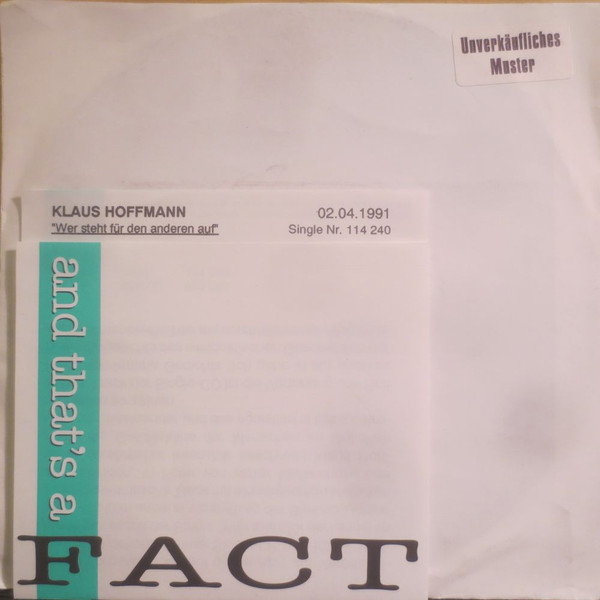 Unverkäufliches
Muster
KLAUS HOFFMANN
02.04.1991
"Wer steht für den anderen auf"
Single Nr. 114 240
and that's a
FACT